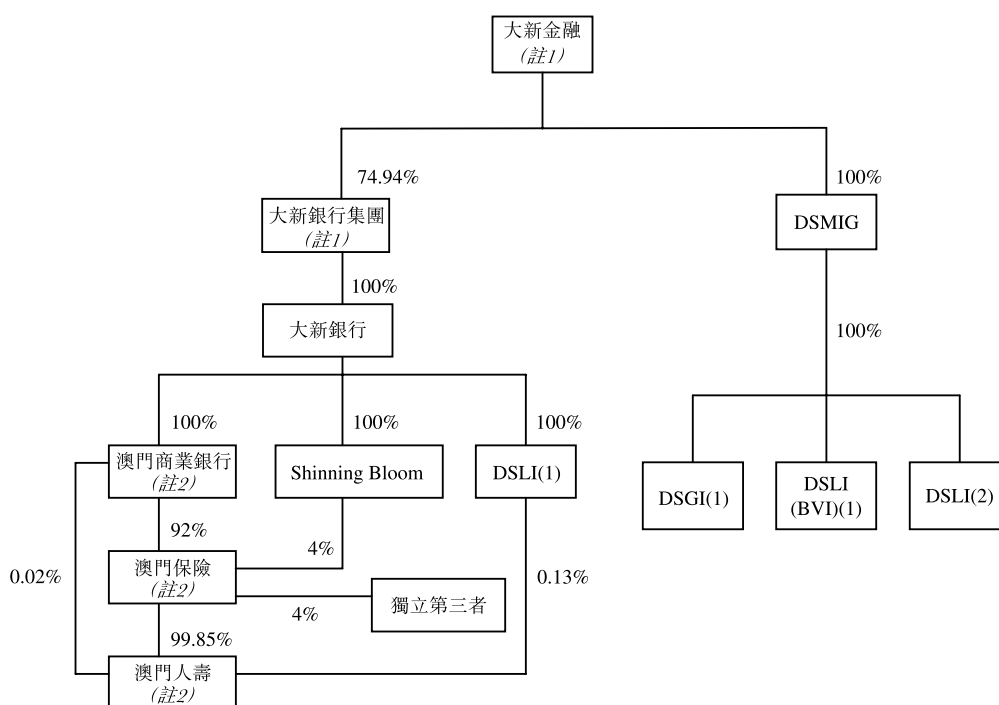 大新金融
(註1)
74.94%
100%
大新銀行集團
(註1)
DSMIG
100%
大新銀行
100%
100%
100%
100%
澳門商業銀行
(註2)
Shinning Bloom
DSLI(1)
DSGI(1)
DSLI
(BVI)(1)
DSLI(2)
92%
4%
澳門保險
(註2)
0.02%
0.13%
4%
獨立第三者
99.85%
澳門人壽
(註2)